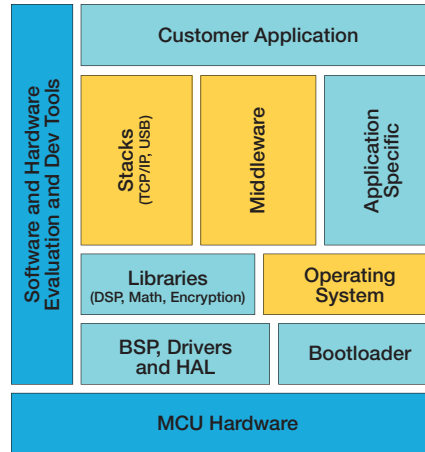 Software and Hardware
Evaluation and Dev Tools
Customer Application
Stacks
(TCP/IP, USB)
Middleware
Application
Specific
Libraries
(DSP, Math, Encryption)
Operating
System
BSP, Drivers
and HAL
Bootloader
MCU Hardware